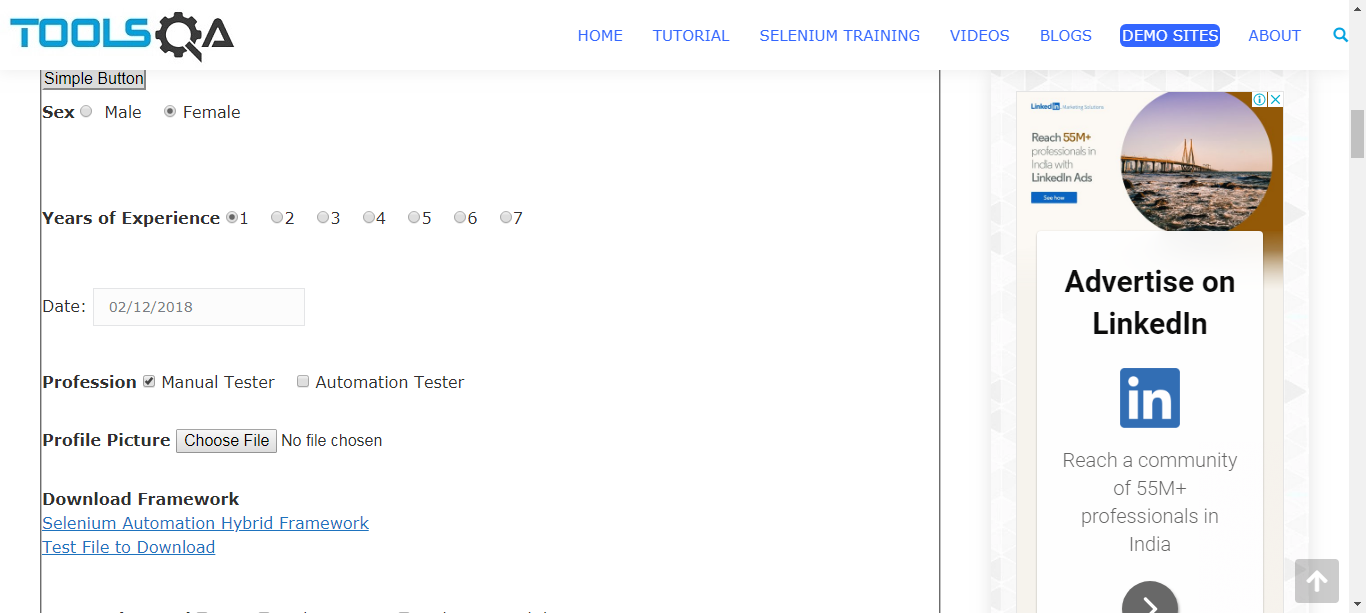 TOOLSQA
HOME TUTORIAL SELENIUM TRAINING VIDEOS BLOGS DEMO SITES ABOUT
Simple Button
Sex Male Female
Years of Experience 1 2 3 4 5 6 7
Date: 02/12/2018
Profession Manual Tester Automation Tester
Profile Picture Choose File No file chosen
Download Framework
Selenium Automation Hybrid Framework
Test File to Download
LinkedIn Marketing Solutions
Reach 55M+
professionals in
India with
LinkedIn Ads
See how
Advertise on
LinkedIn
in
Reach a community
of 55M+
professionals in
India